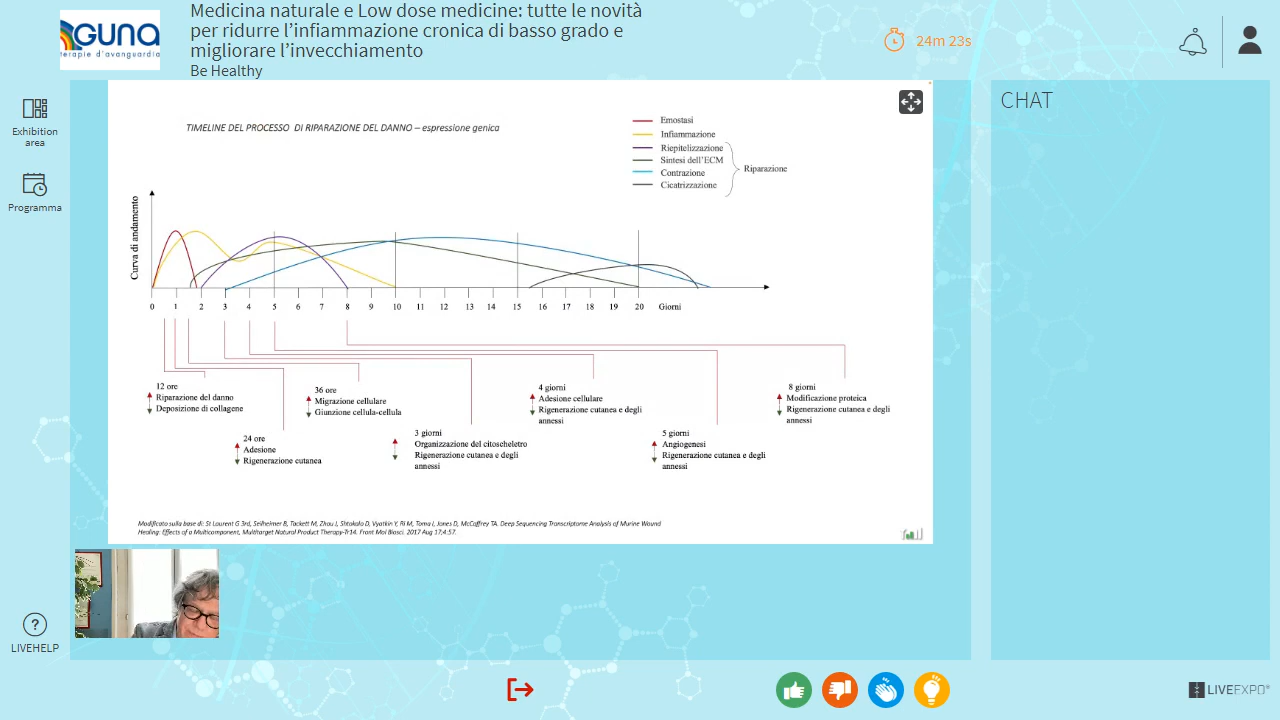 GUNA
terapie d'avanguardia
Medicina naturale e Low dose medicine: tutte le novità
per ridurre l'infiammazione cronica di basso grado e
migliorare l'invecchiamento
Be Healthy
24m 23s
Exhibition
area
Programma
LIVEHELP
CHAT
TIMELINE DEL PROCESSO DI RIPARAZIONE DEL DANNO – espressione genica
Emostasi
Infiammazione
Riepitelizzazione
Sintesi dell'ECM
Contrazione
Cicatrizzazione
Riparazione
Curva di andamento
0 1 2 3 4 5 6 7 8 9 10 11 12 13 14 15 16 17 18 19 20 Giorni
12 ore
Riparazione del danno
Deposizione di collagene
24 ore
Adesione
Rigenerazione cutanea
36 ore
Migrazione cellulare
Giunzione cellula-cellula
3 giorni
Organizzazione del citoscheletro
Rigenerazione cutanea e degli
annessi
4 giorni
Adesione cellulare
Rigenerazione cutanea e degli
annessi
5 giorni
Angiogenesi
Rigenerazione cutanea e degli
annessi
8 giorni
Modificazione proteica
Rigenerazione cutanea e degli
annessi
Modificato sulla base di: St Laurent G 3rd, Seilheimer B, Tackett M, Zhou J, Shtokalo D, Vyatkin Y, Ri M, Toma I, Jones D, McCaffrey TA. Deep Sequencing Transcriptome Analysis of Murine Wound
Healing: Effects of a Multicomponent, Multitarget Natural Product Therapy-Tr14. Front Mol Biosci. 2017 Aug 17;4:57.
LIVEEXPO